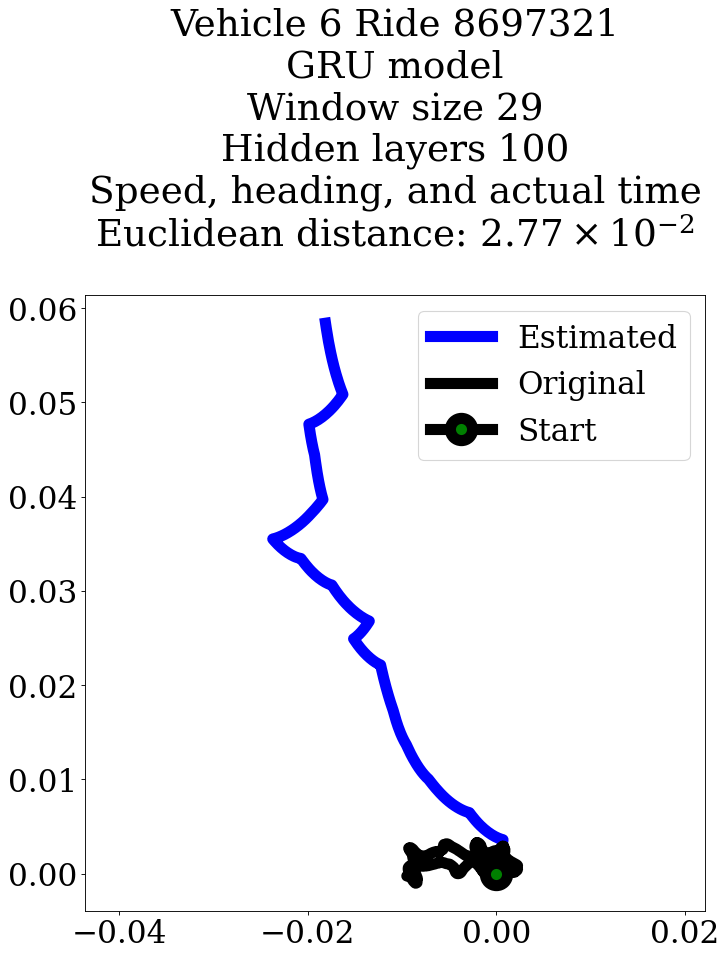 Vehicle 6 Ride 8697321
GRU model
Window size 29
Hidden layers 100
Speed, heading, and actual time
Euclidean distance: 2.77 × 10⁻²
Estimated
Original
Start
0.06
0.05
0.04
0.03
0.02
0.01
0.00
−0.04
−0.02
0.00
0.02